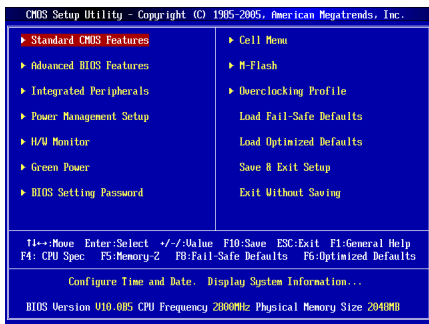 CMOS Setup Utility - Copyright (C) 1985-2005, American Megatrends, Inc.
Standard CMOS Features
Advanced BIOS Features
Integrated Peripherals
Power Management Setup
H/W Monitor
Green Power
BIOS Setting Password
Cell Menu
M-Flash
Overclocking Profile
Load Fail-Safe Defaults
Load Optimized Defaults
Save & Exit Setup
Exit Without Saving
↑↓←→:Move Enter:Select +/-/:Value F10:Save ESC:Exit F1:General Help
F4: CPU Spec F5:Memory-Z F8:Fail-Safe Defaults F6:Optimized Defaults
Configure Time and Date. Display System Information...
BIOS Version V10.0B5 CPU Frequency 2800MHz Physical Memory Size 2048MB